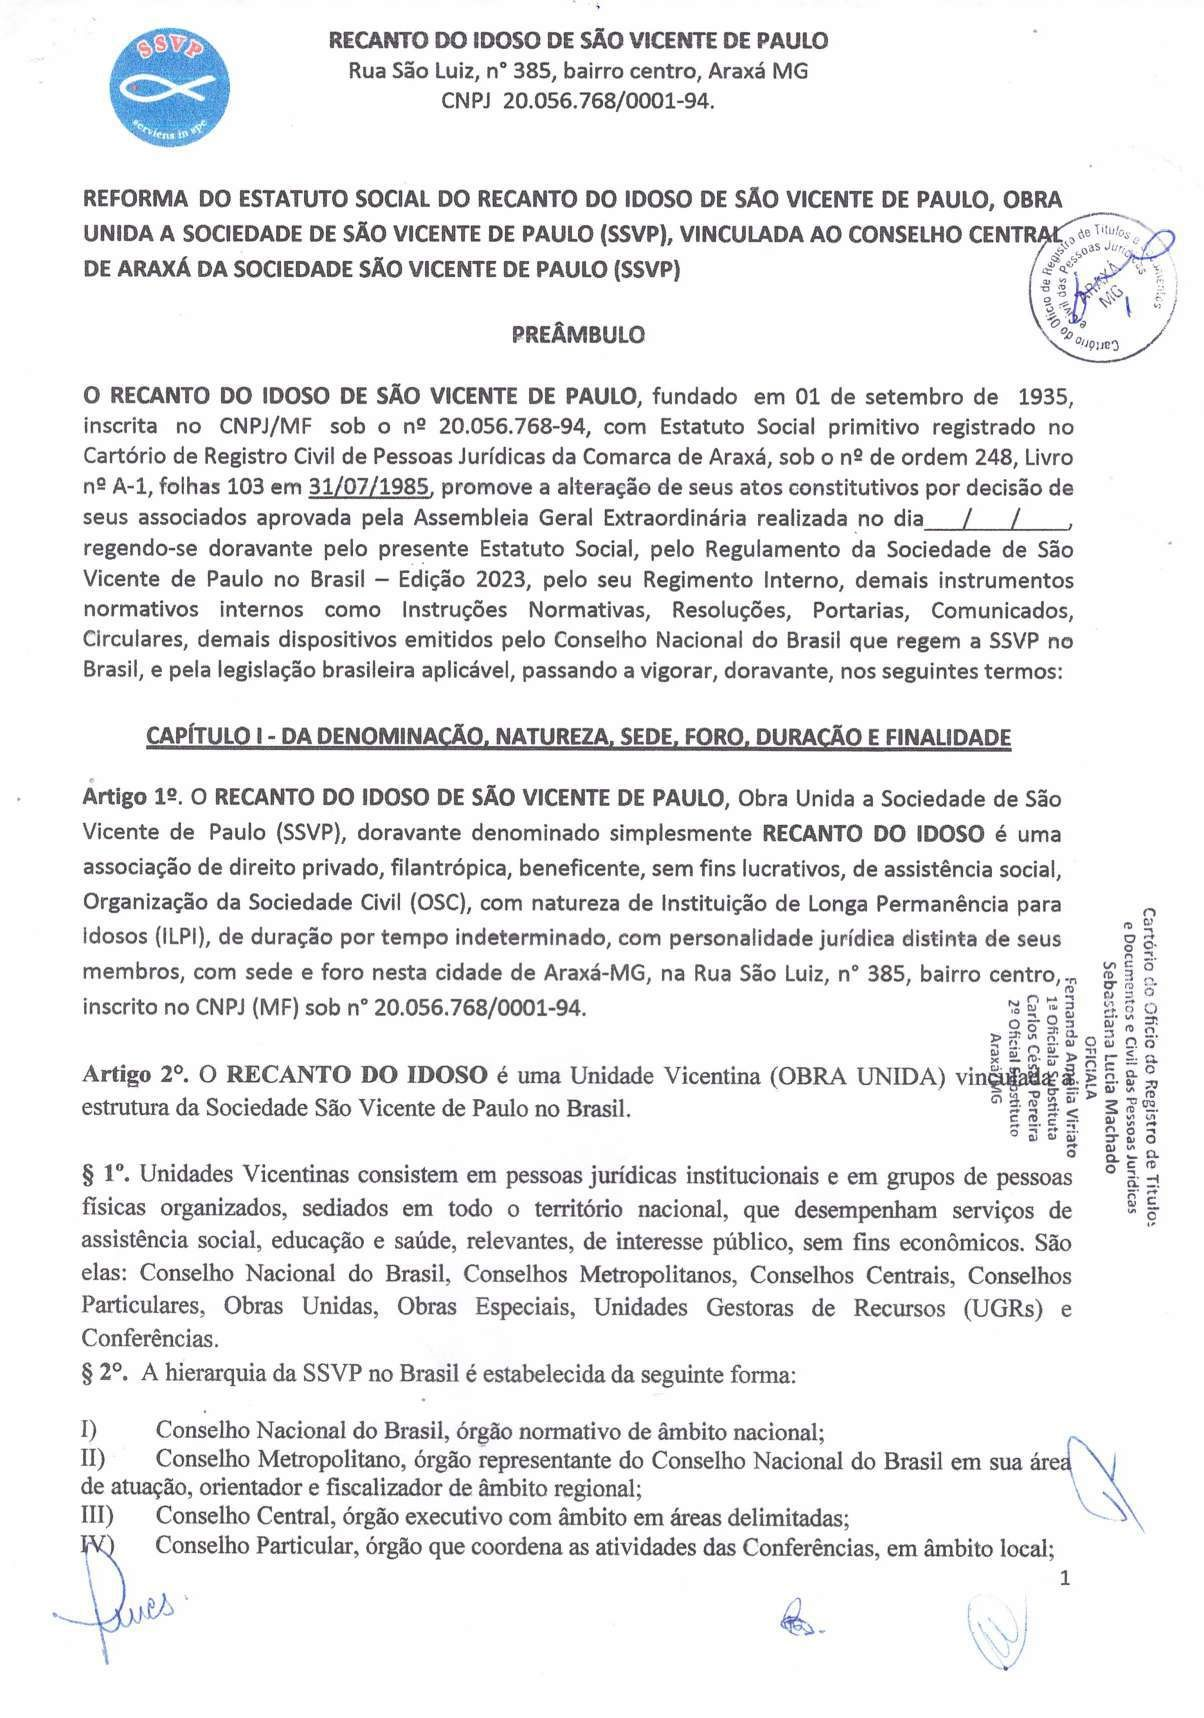 SSVP
serviens in spe
RECANTO DO IDOSO DE SÃO VICENTE DE PAULO
Rua São Luiz, n° 385, bairro centro, Araxá MG
CNPJ 20.056.768/0001-94.
REFORMA DO ESTATUTO SOCIAL DO RECANTO DO IDOSO DE SÃO VICENTE DE PAULO, OBRA
UNIDA A SOCIEDADE DE SÃO VICENTE DE PAULO (SSVP), VINCULADA AO CONSELHO CENTRAL
DE ARAXÁ DA SOCIEDADE SÃO VICENTE DE PAULO (SSVP)
Cartório do Ofício de Registro de Títulos e Documentos
e Civil das Pessoas Jurídicas
ARAXÁ
MG
1
PREÂMBULO
O RECANTO DO IDOSO DE SÃO VICENTE DE PAULO, fundado em 01 de setembro de 1935,
inscrita no CNPJ/MF sob o nº 20.056.768-94, com Estatuto Social primitivo registrado no
Cartório de Registro Civil de Pessoas Jurídicas da Comarca de Araxá, sob o nº de ordem 248, Livro
nº A-1, folhas 103 em 31/07/1985, promove a alteração de seus atos constitutivos por decisão de
seus associados aprovada pela Assembleia Geral Extraordinária realizada no dia___/___/____,
regendo-se doravante pelo presente Estatuto Social, pelo Regulamento da Sociedade de São
Vicente de Paulo no Brasil – Edição 2023, pelo seu Regimento Interno, demais instrumentos
normativos internos como Instruções Normativas, Resoluções, Portarias, Comunicados,
Circulares, demais dispositivos emitidos pelo Conselho Nacional do Brasil que regem a SSVP no
Brasil, e pela legislação brasileira aplicável, passando a vigorar, doravante, nos seguintes termos:
CAPÍTULO I - DA DENOMINAÇÃO, NATUREZA, SEDE, FORO, DURAÇÃO E FINALIDADE
Artigo 1º. O RECANTO DO IDOSO DE SÃO VICENTE DE PAULO, Obra Unida a Sociedade de São
Vicente de Paulo (SSVP), doravante denominado simplesmente RECANTO DO IDOSO é uma
associação de direito privado, filantrópica, beneficente, sem fins lucrativos, de assistência social,
Organização da Sociedade Civil (OSC), com natureza de Instituição de Longa Permanência para
Idosos (ILPI), de duração por tempo indeterminado, com personalidade jurídica distinta de seus
membros, com sede e foro nesta cidade de Araxá-MG, na Rua São Luiz, n° 385, bairro centro,
inscrito no CNPJ (MF) sob n° 20.056.768/0001-94.
Artigo 2°. O RECANTO DO IDOSO é uma Unidade Vicentina (OBRA UNIDA) vinculada a
estrutura da Sociedade São Vicente de Paulo no Brasil.
Cartório do Ofício do Registro de Títulos
e Documentos e Civil das Pessoas Jurídicas
Sebastiana Lucia Machado
OFICIALA
Fernanda Amalia Viriato
1ª Oficiala Substituta
Carlos César Pereira
2º Oficial Substituto
Araxá-MG
§ 1°. Unidades Vicentinas consistem em pessoas jurídicas institucionais e em grupos de pessoas
físicas organizados, sediados em todo o território nacional, que desempenham serviços de
assistência social, educação e saúde, relevantes, de interesse público, sem fins econômicos. São
elas: Conselho Nacional do Brasil, Conselhos Metropolitanos, Conselhos Centrais, Conselhos
Particulares, Obras Unidas, Obras Especiais, Unidades Gestoras de Recursos (UGRs) e
Conferências.
§ 2°. A hierarquia da SSVP no Brasil é estabelecida da seguinte forma:
I) Conselho Nacional do Brasil, órgão normativo de âmbito nacional;
II) Conselho Metropolitano, órgão representante do Conselho Nacional do Brasil em sua área
de atuação, orientador e fiscalizador de âmbito regional;
III) Conselho Central, órgão executivo com âmbito em áreas delimitadas;
IV) Conselho Particular, órgão que coordena as atividades das Conferências, em âmbito local;
1